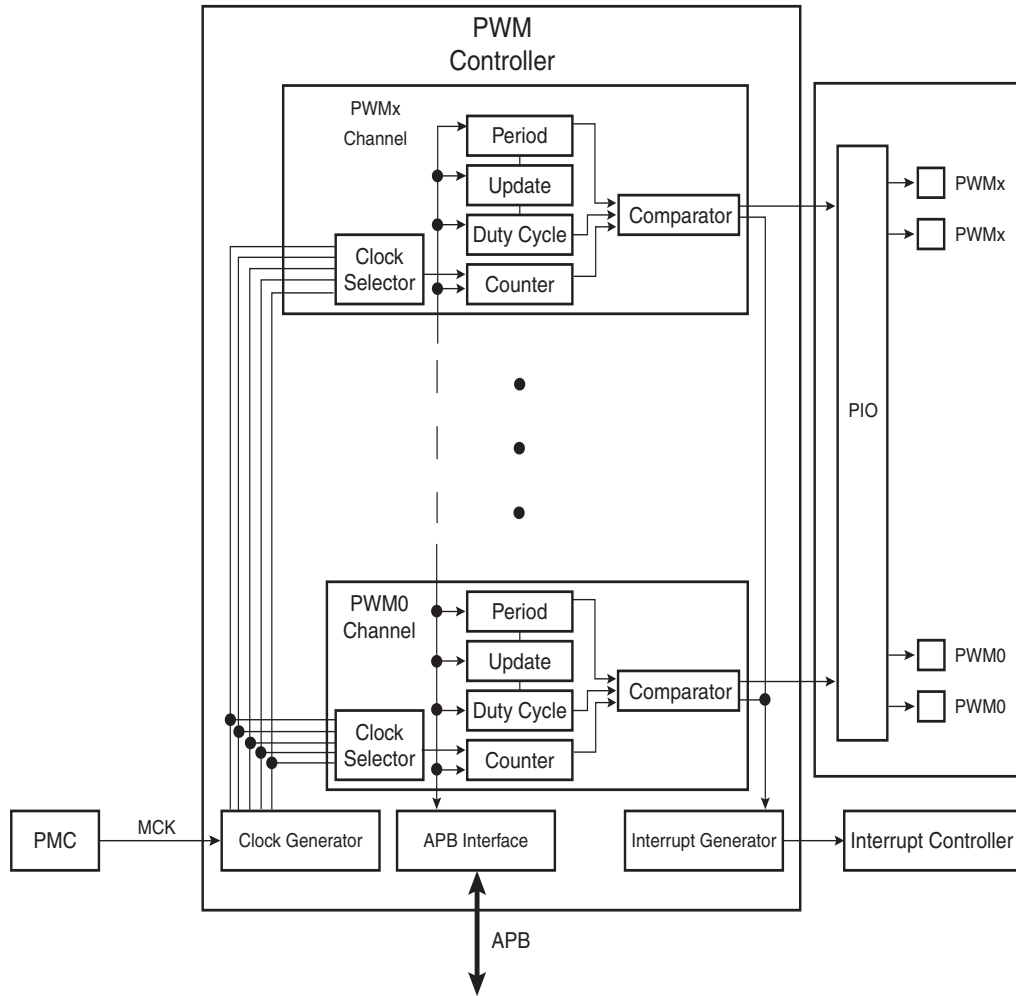 PWM
Controller
PWMx
Channel
Period
Update
Duty Cycle
Counter
Clock
Selector
Comparator
PIO
PWMx
PWMx
PWM0
Channel
Period
Update
Duty Cycle
Counter
Clock
Selector
Comparator
PWM0
PWM0
PMC
MCK
Clock Generator
APB Interface
Interrupt Generator
Interrupt Controller
APB